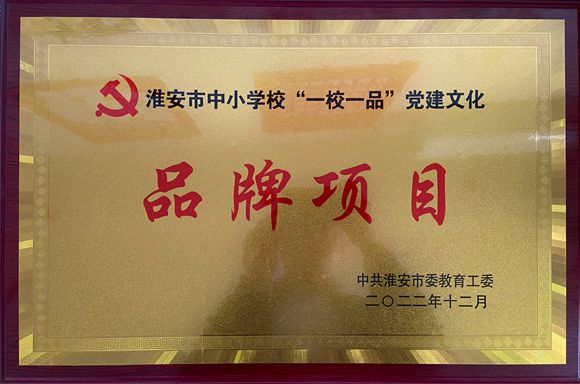 淮安市中小学校“一校一品”党建文化
品牌项目
中共淮安市委教育工委
二〇二二年十二月